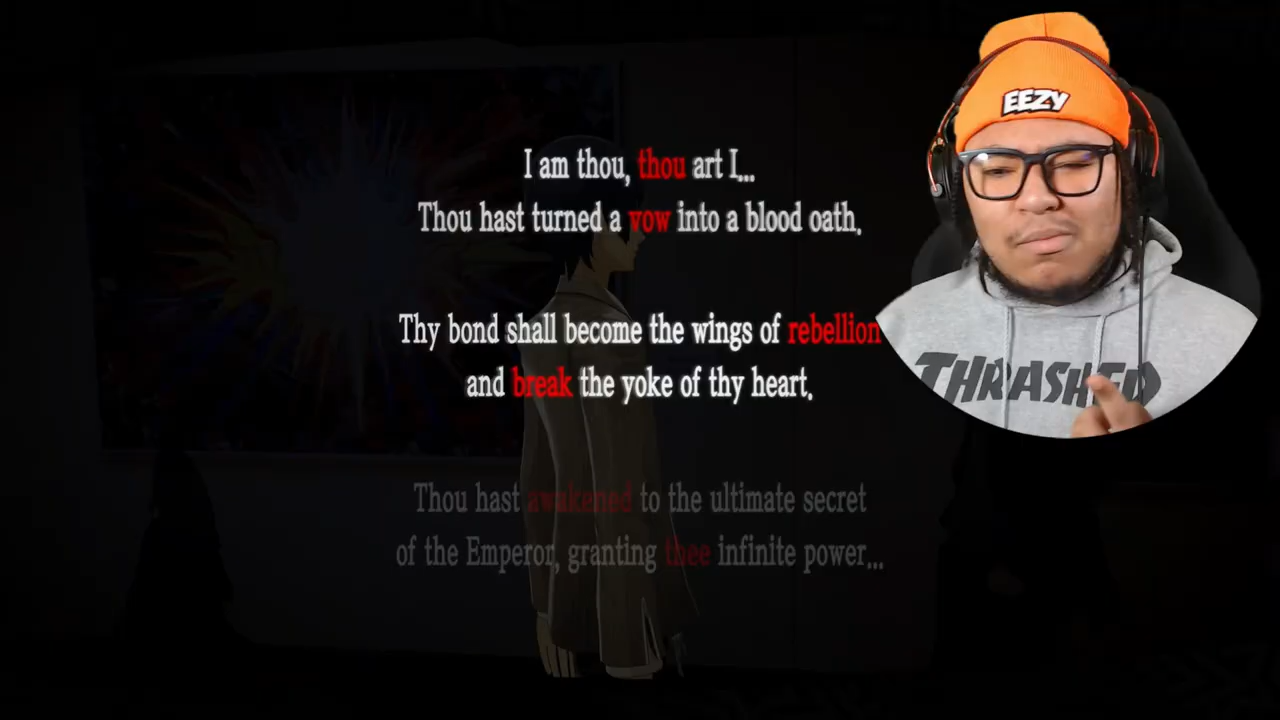 EEZY
I am thou, thou art I...
Thou hast turned a vow into a blood oath.
Thy bond shall become the wings of rebellion
and break the yoke of thy heart.
THRASHER
Thou hast awakened to the ultimate secret
of the Emperor, granting thee infinite power...